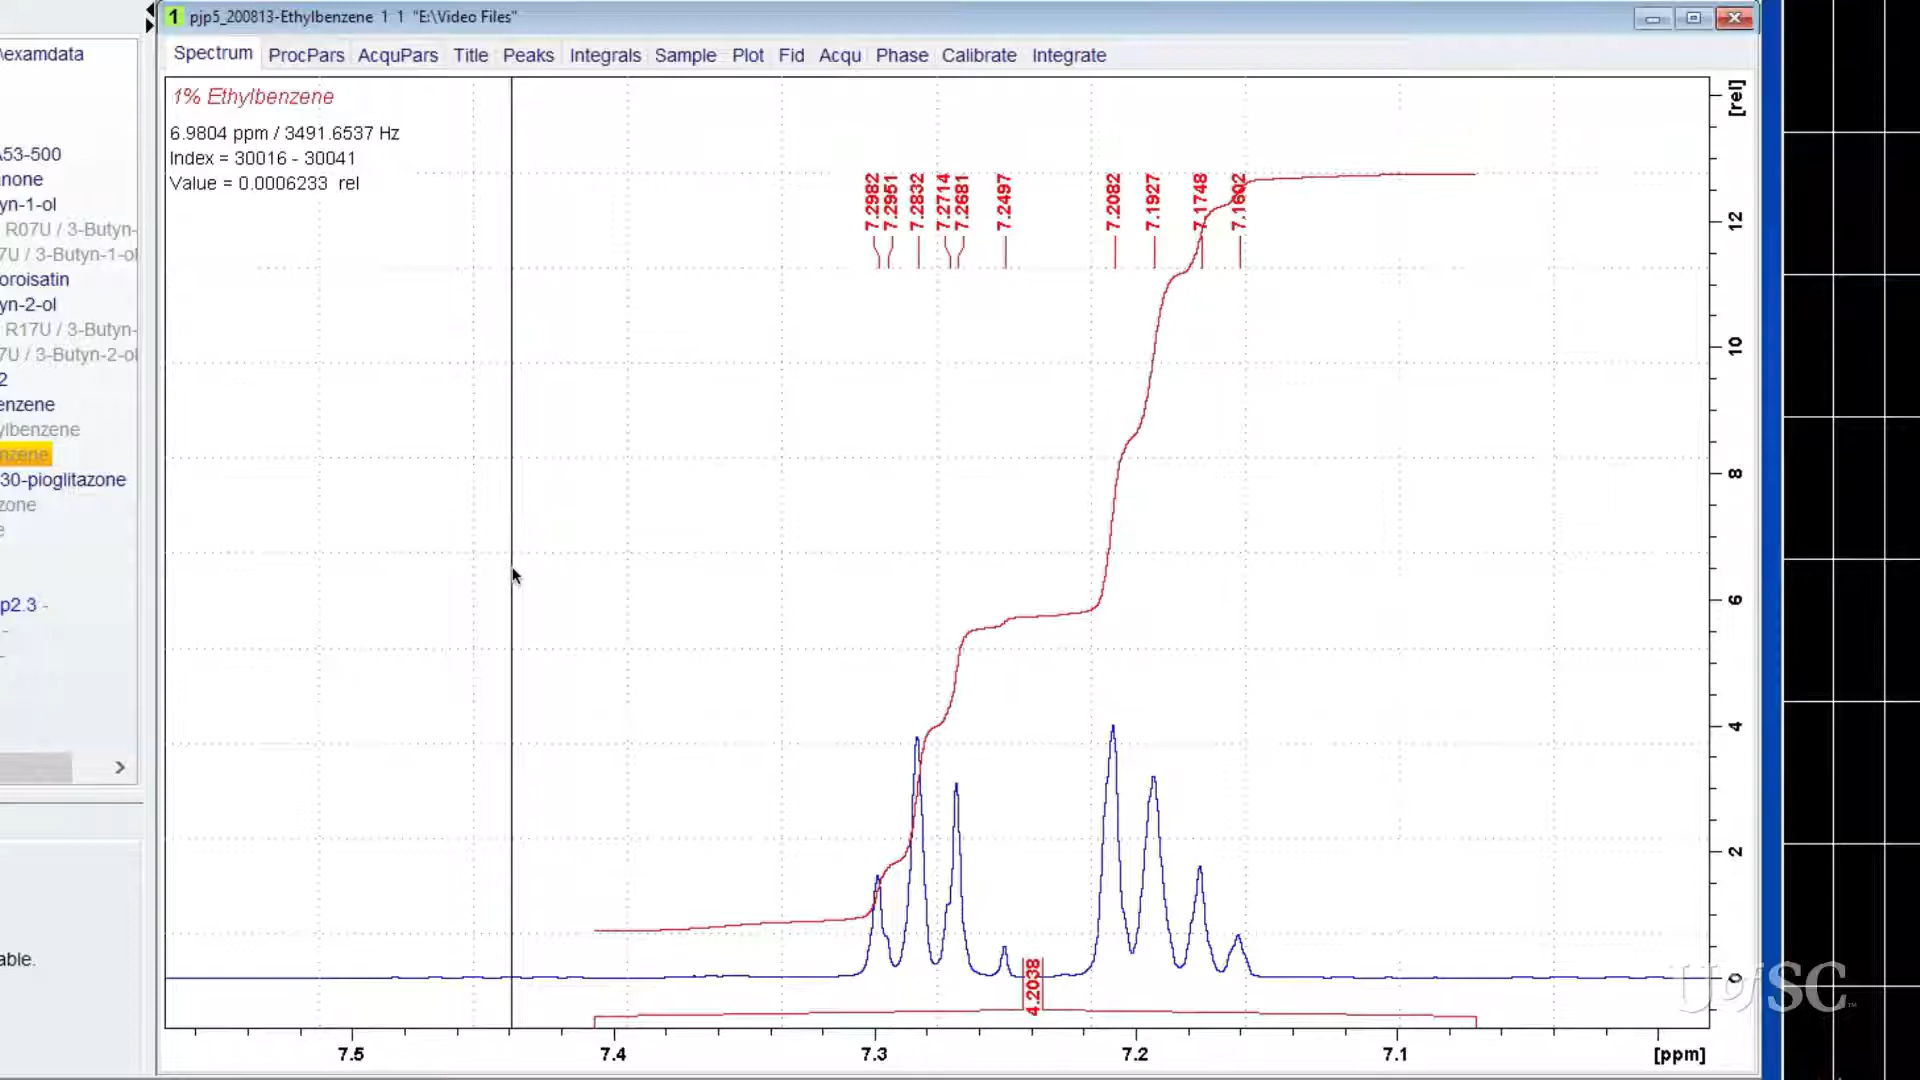 1 pjp5_200813-Ethylbenzene 1 1 "E:\Video Files"
Spectrum ProcPars AcquPars Title Peaks Integrals Sample Plot Fid Acqu Phase Calibrate Integrate
\examdata
A53-500
anone
yn-1-ol
R07U / 3-Butyn-
7U / 3-Butyn-1-ol
oroisatin
yn-2-ol
R17U / 3-Butyn-
7U / 3-Butyn-2-ol
2
enzene
ylbenzene
nzene
30-pioglitazone
zone
e
p2.3 -
-
able.
1% Ethylbenzene
6.9804 ppm / 3491.6537 Hz
Index = 30016 - 30041
Value = 0.0006233 rel
7.2982
7.2951
7.2832
7.2714
7.2681
7.2497
7.2082
7.1927
7.1748
7.1602
[rel]
12
10
8
6
4
2
0
4.2038
7.5 7.4 7.3 7.2 7.1 [ppm]
UofSC